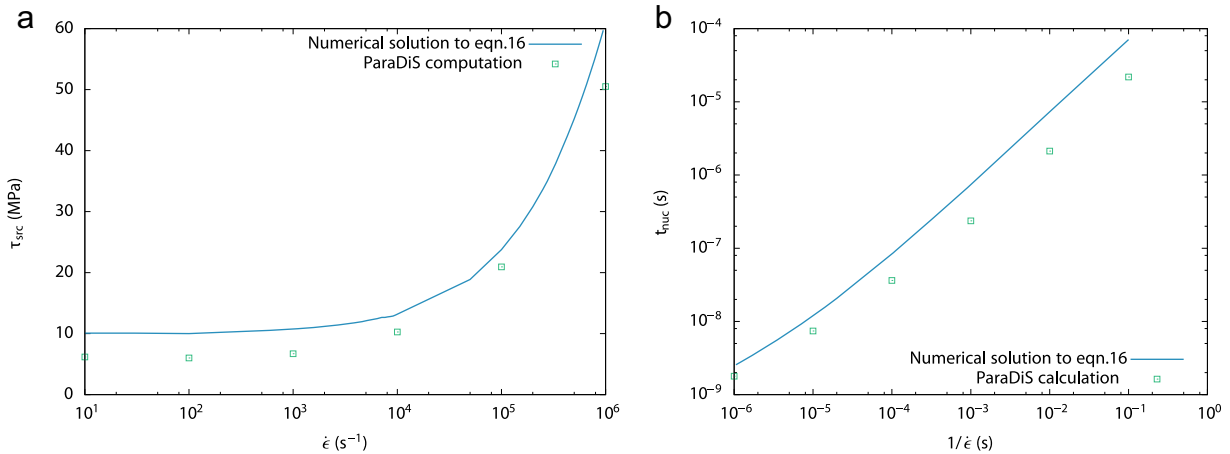 a
60
50
40
30
20
10
0
τsrc (MPa)
Numerical solution to eqn.16
ParaDiS computation
10¹ 10² 10³ 10⁴ 10⁵ 10⁶
ϵ̇ (s⁻¹)
b
10⁻⁴
10⁻⁵
10⁻⁶
10⁻⁷
10⁻⁸
10⁻⁹
tnuc (s)
Numerical solution to eqn.16
ParaDiS calculation
10⁻⁶ 10⁻⁵ 10⁻⁴ 10⁻³ 10⁻² 10⁻¹ 10⁰
1/ϵ̇ (s)